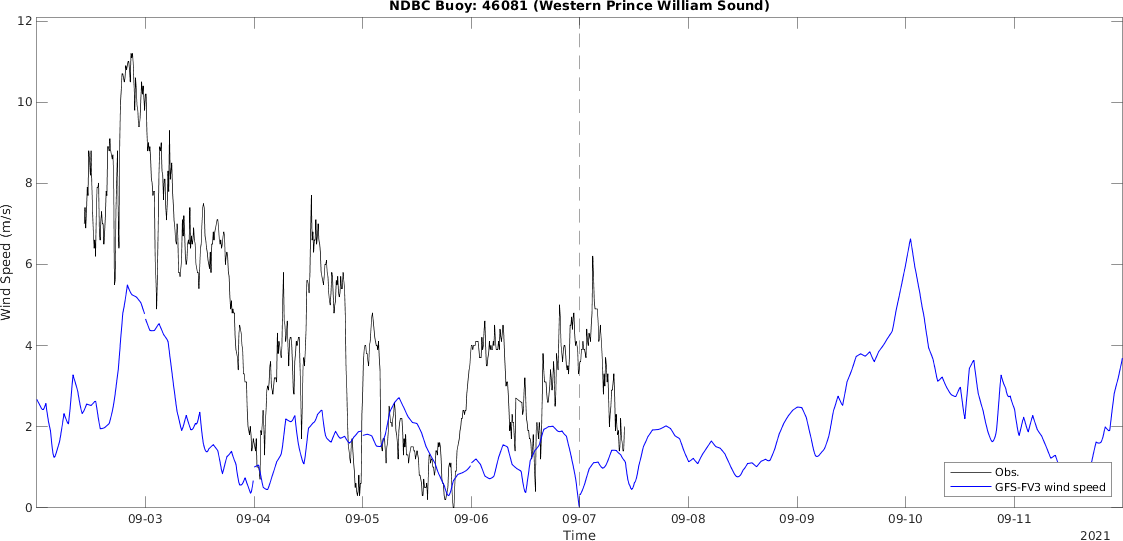 NDBC Buoy: 46081 (Western Prince William Sound)
12
10
8
6
4
2
0
Wind Speed (m/s)
09-03 09-04 09-05 09-06 09-07 09-08 09-09 09-10 09-11
Time
2021
Obs.
GFS-FV3 wind speed